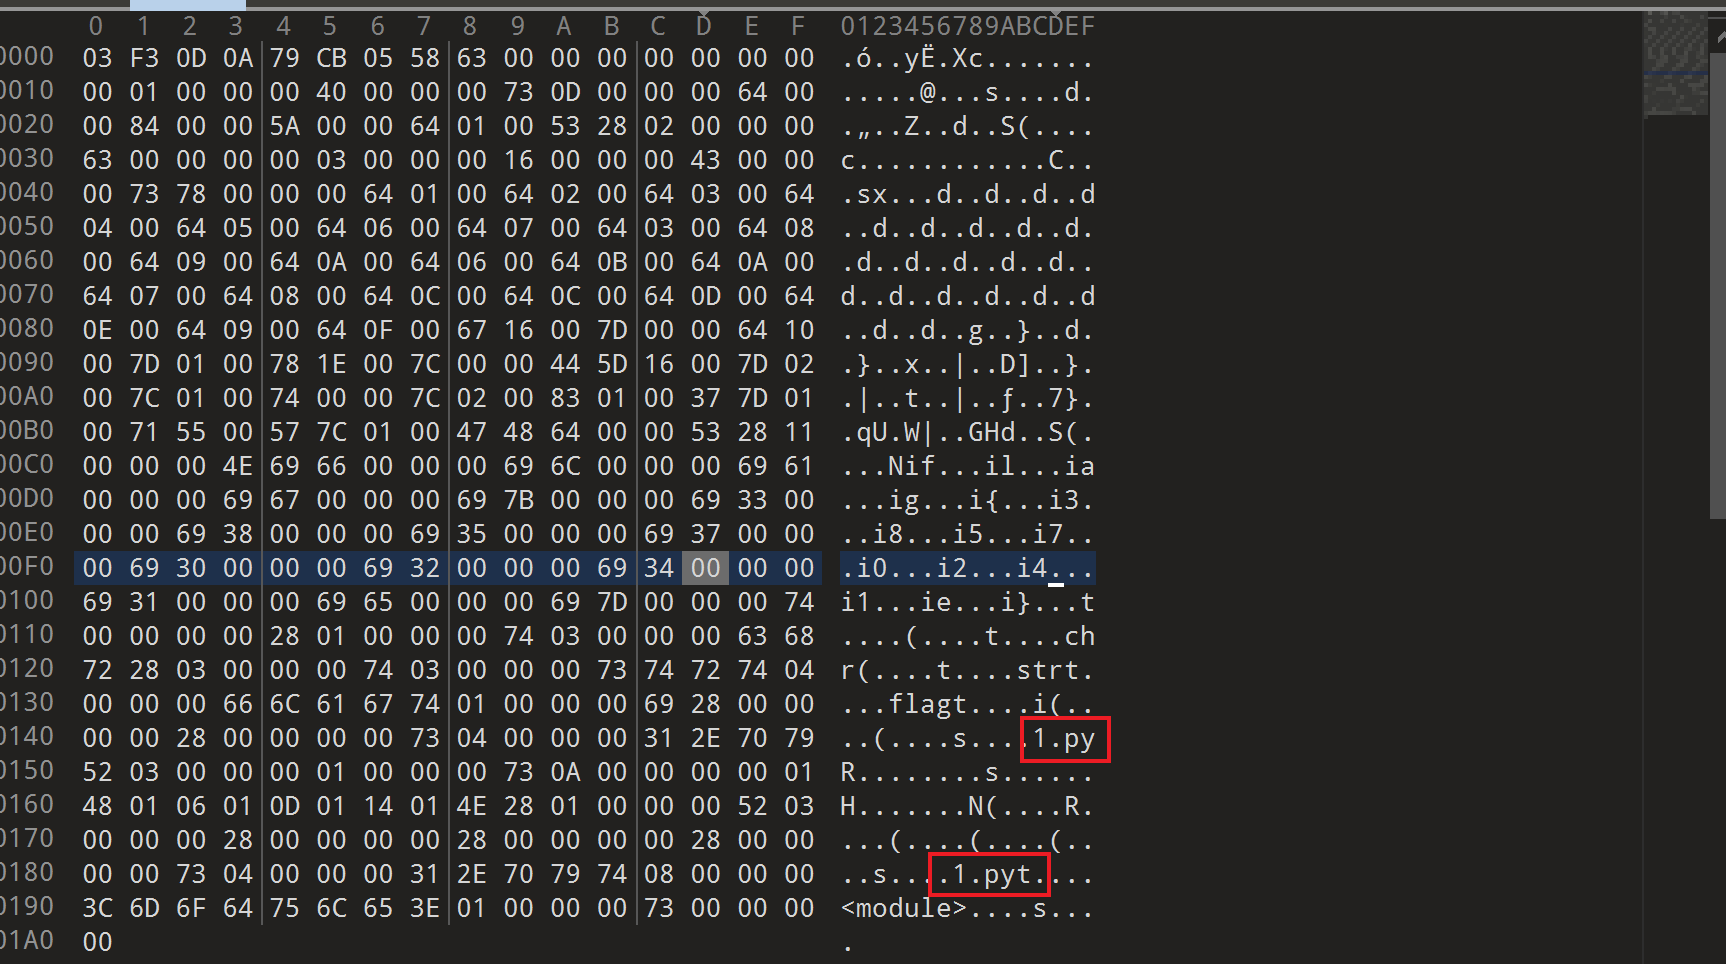 0 1 2 3 4 5 6 7 8 9 A B C D E F 0123456789ABCDEF
0000 03 F3 0D 0A 79 CB 05 58 63 00 00 00 00 00 00 00 .ó..yË.Xc.......
0010 00 01 00 00 00 40 00 00 00 73 0D 00 00 00 64 00 .....@...s....d.
0020 00 84 00 00 5A 00 00 64 01 00 53 28 02 00 00 00 .„..Z..d..S(....
0030 63 00 00 00 00 03 00 00 00 16 00 00 00 43 00 00 c............C..
0040 00 73 78 00 00 00 64 01 00 64 02 00 64 03 00 64 .sx...d..d..d..d
0050 04 00 64 05 00 64 06 00 64 07 00 64 03 00 64 08 ..d..d..d..d..d.
0060 00 64 09 00 64 0A 00 64 06 00 64 0B 00 64 0A 00 .d..d..d..d..d..
0070 64 07 00 64 08 00 64 0C 00 64 0C 00 64 0D 00 64 d..d..d..d..d..d
0080 0E 00 64 09 00 64 0F 00 67 16 00 7D 00 00 64 10 ..d..d..g..}..d.
0090 00 7D 01 00 78 1E 00 7C 00 00 44 5D 16 00 7D 02 .}..x..|..D]..}.
00A0 00 7C 01 00 74 00 00 7C 02 00 83 01 00 37 7D 01 .|..t..|..ƒ..7}.
00B0 00 71 55 00 57 7C 01 00 47 48 64 00 00 53 28 11 .qU.W|..GHd..S(.
00C0 00 00 00 4E 69 66 00 00 00 69 6C 00 00 00 69 61 ...Nif...il...ia
00D0 00 00 00 69 67 00 00 00 69 7B 00 00 00 69 33 00 ...ig...i{...i3.
00E0 00 00 69 38 00 00 00 69 35 00 00 00 69 37 00 00 ..i8...i5...i7..
00F0 00 69 30 00 00 00 69 32 00 00 00 69 34 00 00 00 .i0...i2...i4...
0100 69 31 00 00 00 69 65 00 00 00 69 7D 00 00 00 74 i1...ie...i}...t
0110 00 00 00 00 28 01 00 00 00 74 03 00 00 00 63 68 ....(....t....ch
0120 72 28 03 00 00 00 74 03 00 00 00 73 74 72 74 04 r(....t....strt.
0130 00 00 00 66 6C 61 67 74 01 00 00 00 69 28 00 00 ...flagt....i(..
0140 00 00 28 00 00 00 00 73 04 00 00 00 31 2E 70 79 ..(....s....1.py
0150 52 03 00 00 00 01 00 00 00 73 0A 00 00 00 00 01 R........s......
0160 48 01 06 01 0D 01 14 01 4E 28 01 00 00 00 52 03 H.......N(....R.
0170 00 00 00 28 00 00 00 00 28 00 00 00 00 28 00 00 ...(....(....(..
0180 00 00 73 04 00 00 00 31 2E 70 79 74 08 00 00 00 ..s....1.pyt....
0190 3C 6D 6F 64 75 6C 65 3E 01 00 00 00 73 00 00 00 <module>....s...
01A0 00 .